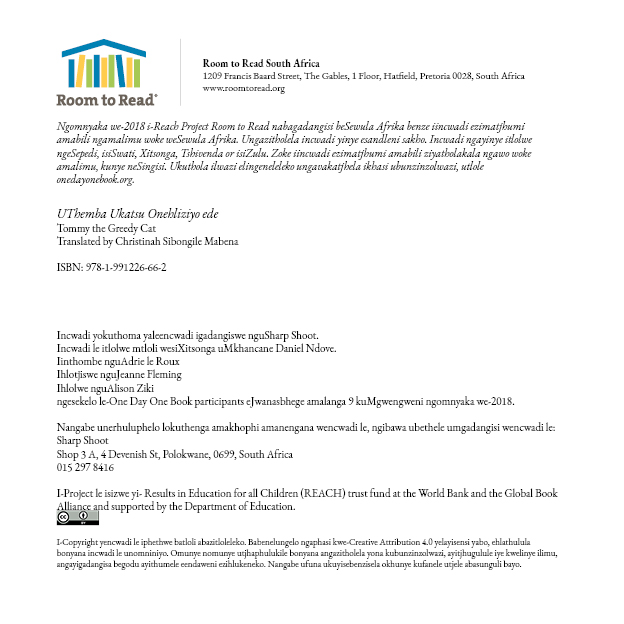 Room to Read®
Room to Read South Africa
1209 Francis Baard Street, The Gables, 1 Floor, Hatfield, Pretoria 0028, South Africa
www.roomtoread.org
Ngomnyaka we-2018 i-Reach Project Room to Read nabagadangisi beSewula Afrika benze iincwadi ezimatjhumi
amabili ngamalimu woke weSewula Afrika. Ungazitholela incwadi yinye esandleni sakho. Incwadi ngayinye itlolwe
ngeSepedi, isiSwati, Xitsonga, Tshivenda or isiZulu. Zoke iincwadi ezimatjhumi amabili ziyatholakala ngawo woke
amalimu, kunye neSingisi. Ukuthola ilwazi elingeneleleko ungavakatjhela ikhasi ubunzinzolwazi, utlole
onedayonebook.org.
UThemba Ukatsu Onehliziyo ede
Tommy the Greedy Cat
Translated by Christinah Sibongile Mabena
ISBN: 978-1-991226-66-2
Incwadi yokuthoma yaleencwadi igadangiswe nguSharp Shoot.
Incwadi le itlolwe mtloli wesiXitsonga uMkhancane Daniel Ndove.
Iinthombe nguAdrie le Roux
Ihlotjiswe nguJeanne Fleming
Ihlolwe nguAlison Ziki
ngesekelo le-One Day One Book participants eJwanasbhege amalanga 9 kuMgwengweni ngomnyaka we-2018.
Nangabe unerhuluphelo lokuthenga amakhophi amanengana wencwadi le, ngibawa ubethele umgadangisi wencwadi le:
Sharp Shoot
Shop 3 A, 4 Devenish St, Polokwane, 0699, South Africa
015 297 8416
I-Project le isizwe yi- Results in Education for all Children (REACH) trust fund at the World Bank and the Global Book
Alliance and supported by the Department of Education.
cc
BY
I-Copyright yencwadi le iphethwe batloli abazitloleleko. Babenelungelo ngaphasi kwe-Creative Attribution 4.0 yelayisensi yabo, ehlathulula
bonyana incwadi le unomniniyo. Omunye nomunye utjhaphulukile bonyana angazitholela yona kubunzinzolwazi, ayitjhugulule iye kwelinye ilimu,
angayigadangisa begodu ayithumele eendaweni ezihlukeneko. Nangabe ufuna ukuyisebenzisela okhunye kufanele utjele abasunguli bayo.